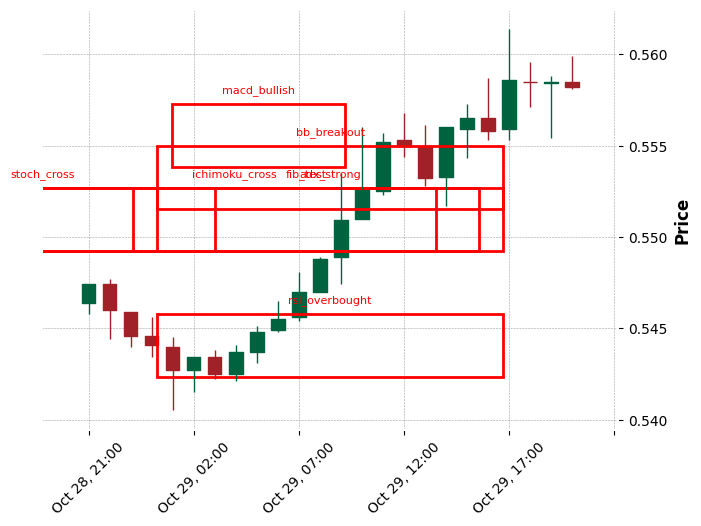 macd_bullish
bb_breakout
stoch_cross
ichimoku_cross
rsi_overbought
0.560
0.555
0.550
0.545
0.540
Price
Oct 28, 21:00
Oct 29, 02:00
Oct 29, 07:00
Oct 29, 12:00
Oct 29, 17:00